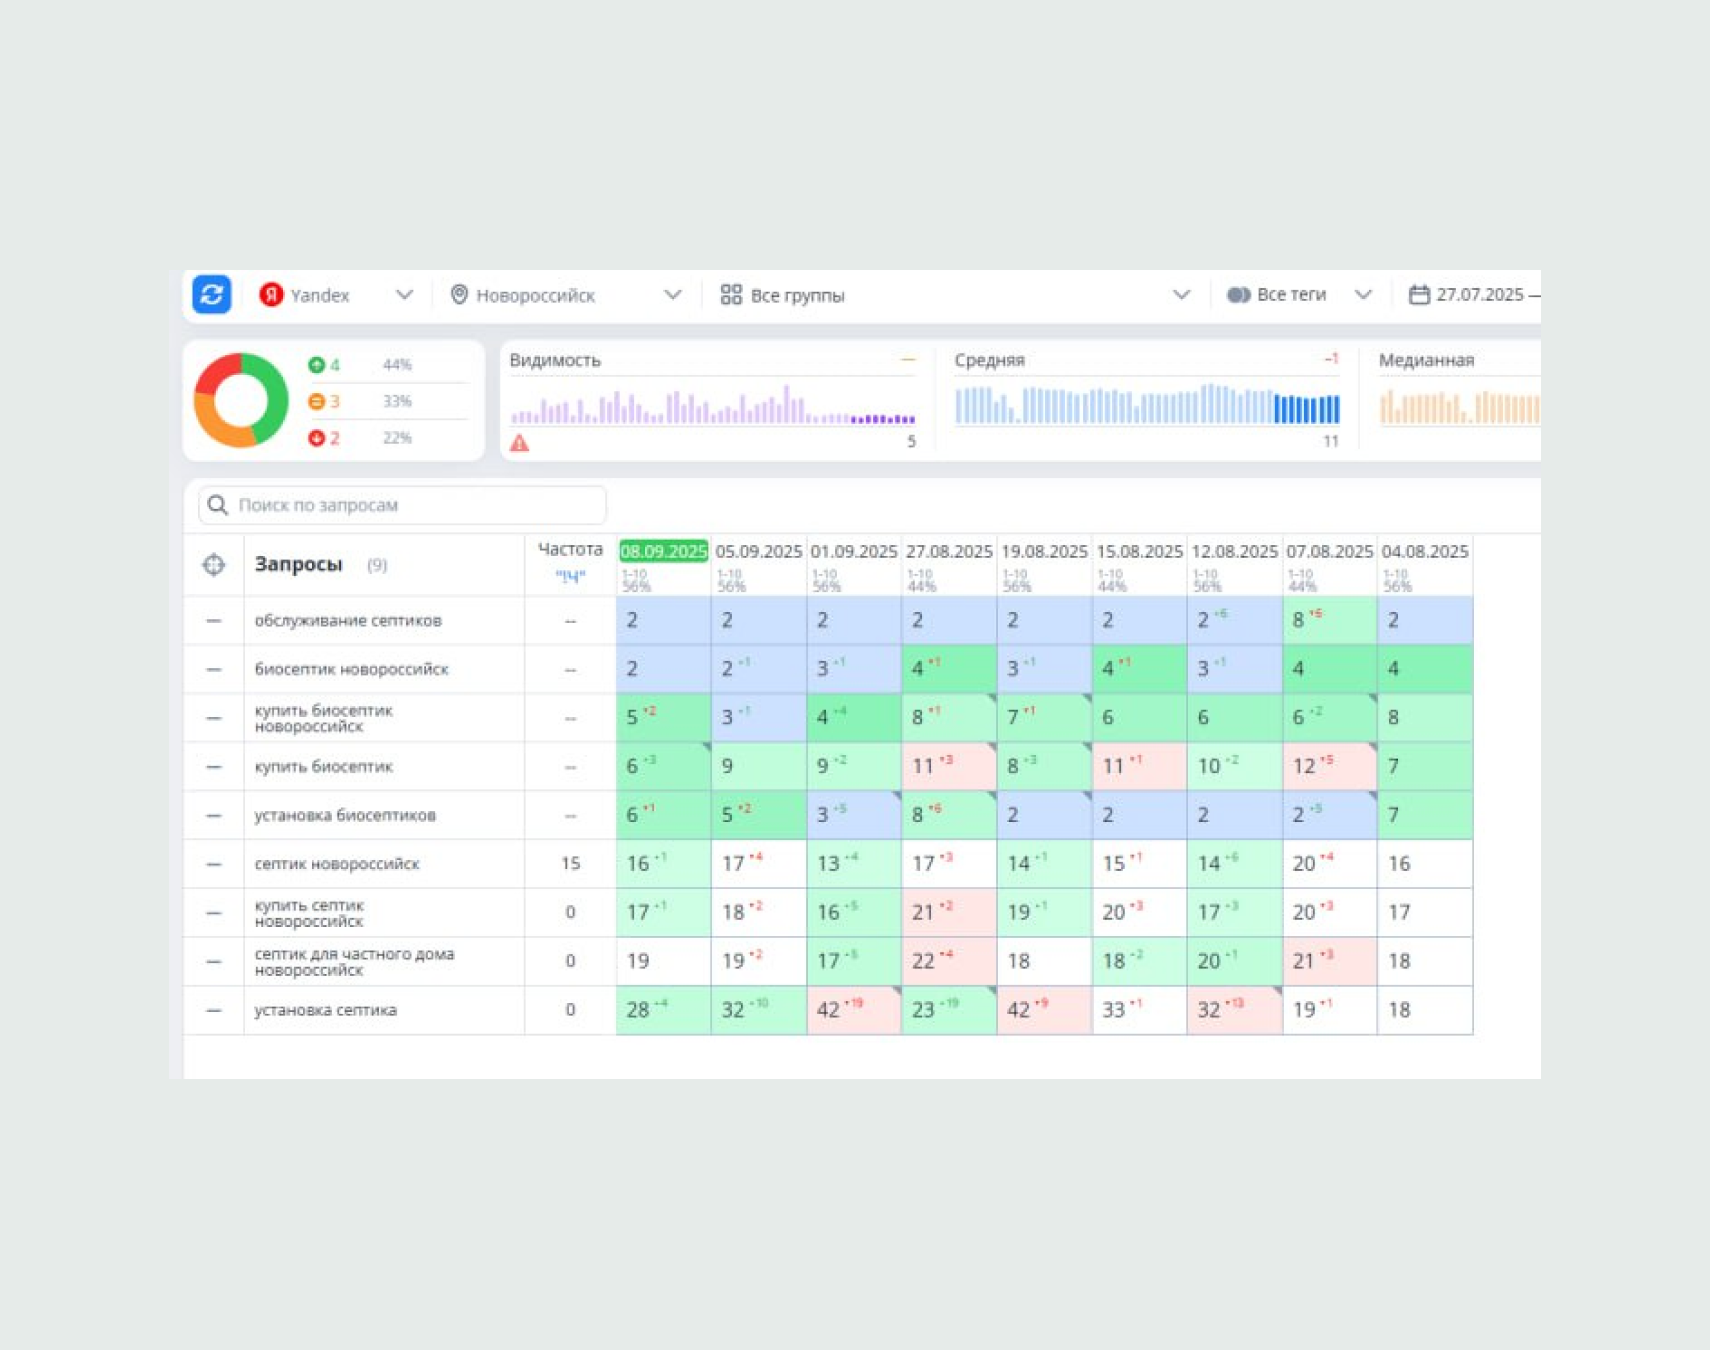 Я Yandex Новороссийск Все группы Все теги 27.07.2025 —
4 44%
3 33%
2 22%
Видимость —
5
Средняя -1
11
Медианная
Поиск по запросам
Запросы (9) Частота "!Ч" 08.09.2025 05.09.2025 01.09.2025 27.08.2025 19.08.2025 15.08.2025 12.08.2025 07.08.2025 04.08.2025
1-10 1-10 1-10 1-10 1-10 1-10 1-10 1-10 1-10
56% 56% 56% 44% 56% 44% 56% 44% 56%
— обслуживание септиков -- 2 2 2 2 2 2 2 +6 8 6 2
— биосептик новороссийск -- 2 2 +1 3 +1 4 1 3 +1 4 1 3 +1 4 4
— купить биосептик
новороссийск -- 5 2 3 +1 4 +4 8 1 7 1 6 6 6 +2 8
— купить биосептик -- 6 +3 9 9 +2 11 3 8 +3 11 1 10 +2 12 5 7
— установка биосептиков -- 6 1 5 2 3 +5 8 6 2 2 2 2 +5 7
— септик новороссийск 15 16 +1 17 4 13 +4 17 3 14 +1 15 1 14 +6 20 4 16
— купить септик
новороссийск 0 17 +1 18 2 16 +5 21 2 19 +1 20 3 17 +3 20 3 17
— септик для частного дома
новороссийск 0 19 19 2 17 +5 22 4 18 18 +2 20 +1 21 3 18
— установка септика 0 28 +4 32 +10 42 19 23 +19 42 9 33 1 32 13 19 1 18